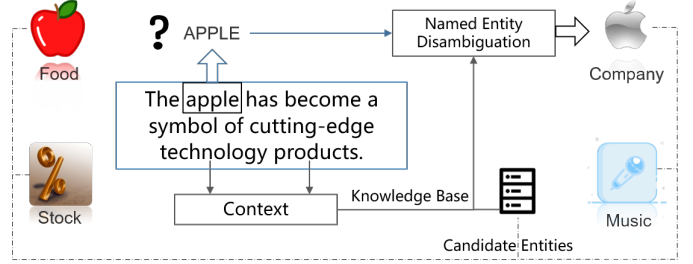 ? APPLE
Named Entity
Disambiguation
Food
Company
The apple has become a
symbol of cutting-edge
technology products.
Knowledge Base
Stock
Context
Music
Candidate Entities